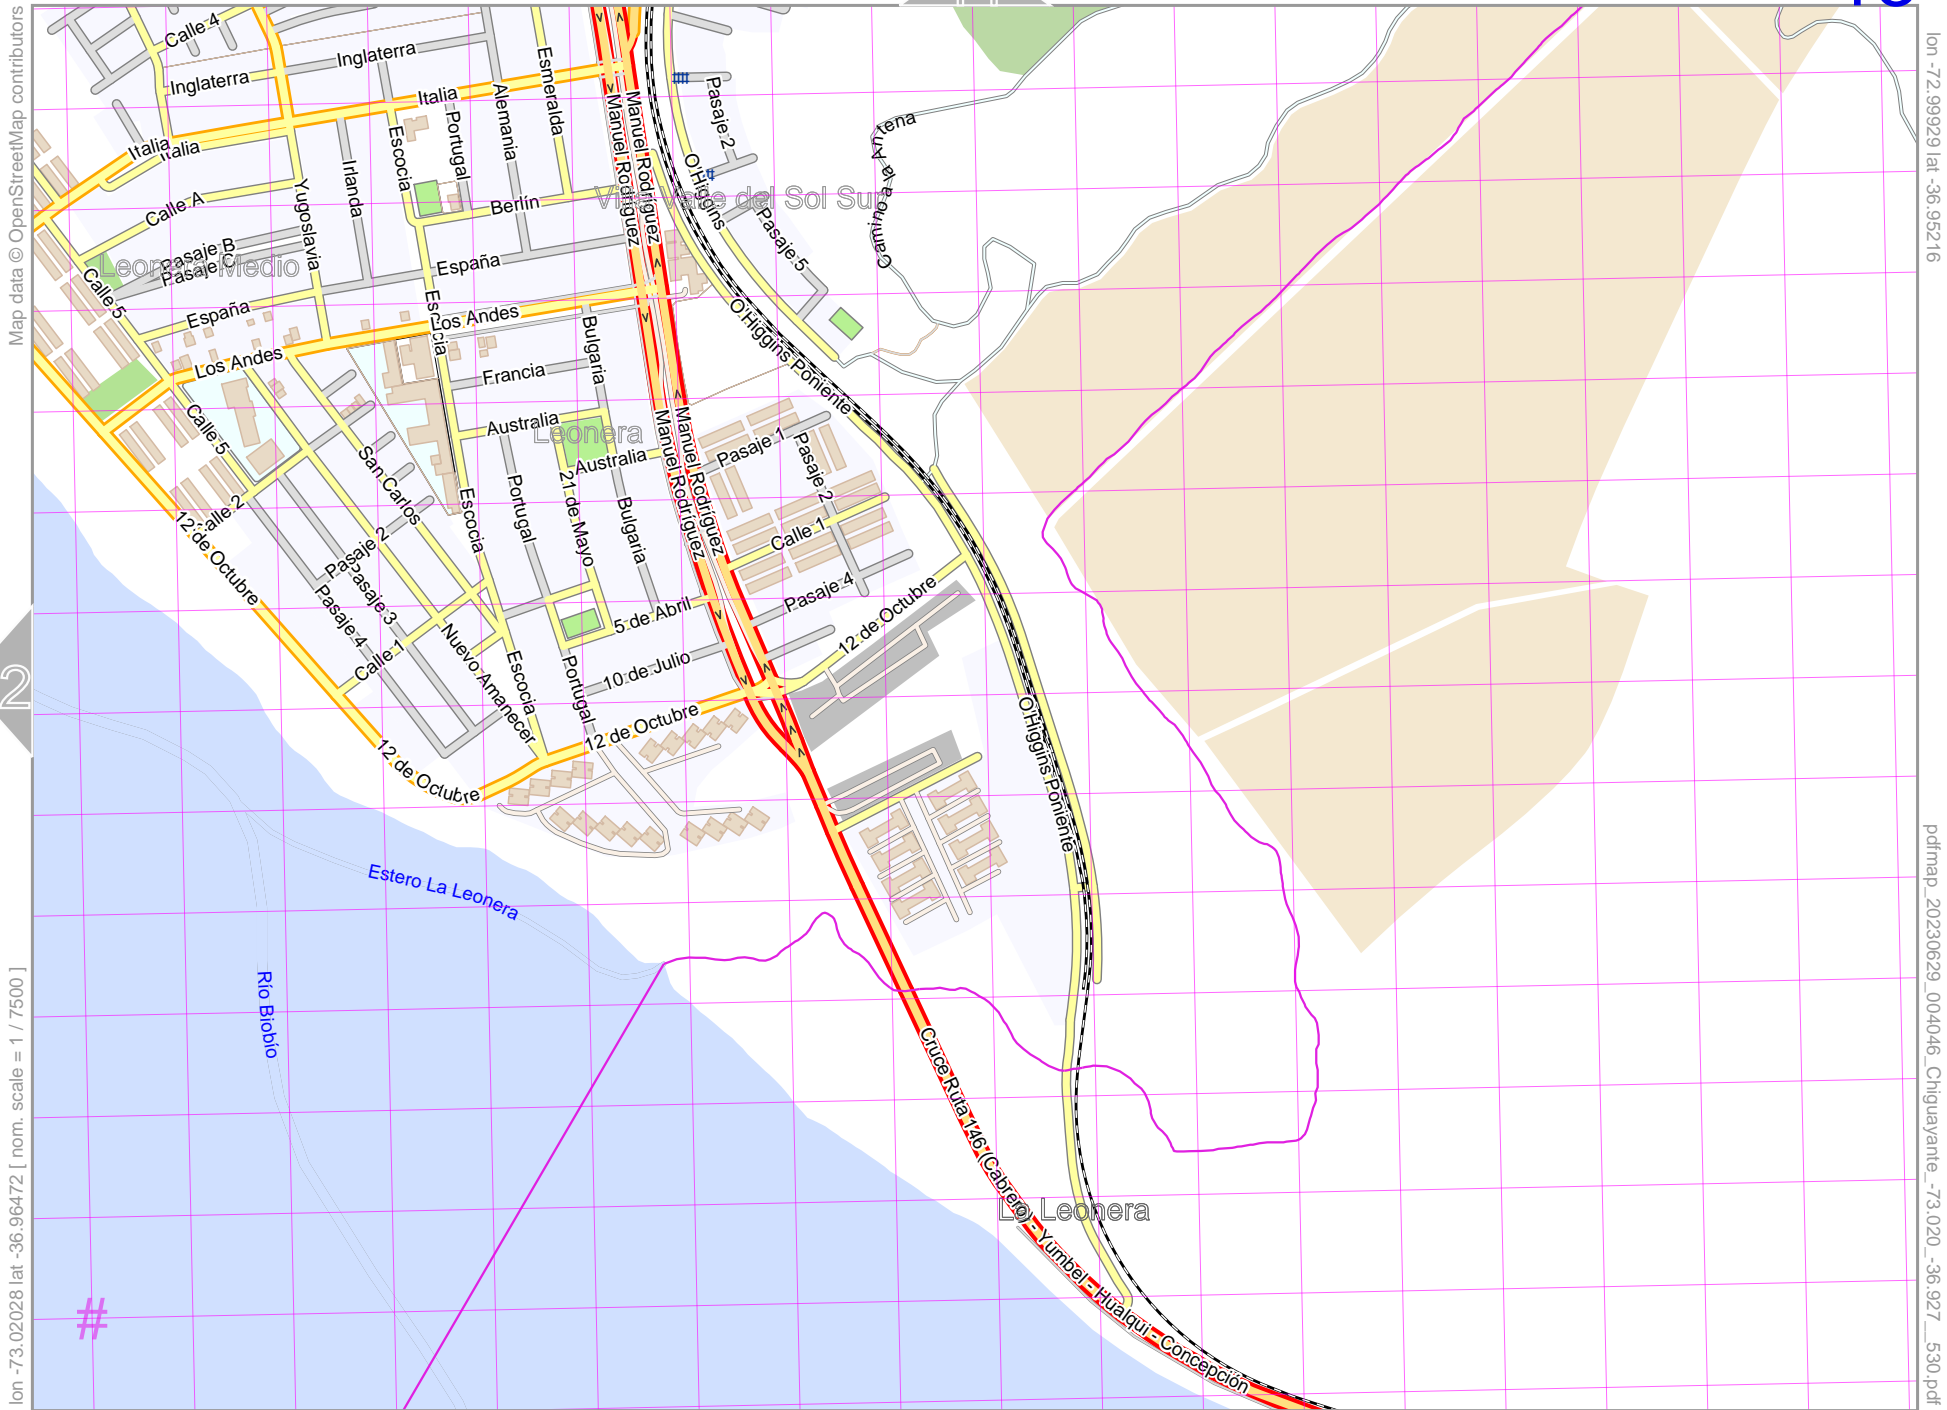 Map data © OpenStreetMap contributors
lon -73.02028 lat -36.96472 [ nom. scale = 1 / 7500 ]
lon -72.99929 lat -36.95216
pdfmap_20230629_004046_Chiguayante_-73.020_-36.927__530.pdf
2
#
Calle 4
Inglaterra
Inglaterra
Italia
Italia
Italia
Esmeralda
Alemania
Portugal
Escocia
Irlanda
Yugoslavia
Manuel Rodríguez
Manuel Rodríguez
Pasaje 2
O'Higgins
Villa Valle del Sol Sur
Camino a la Antena
Calle A
Berlín
Pasaje B
Pasaje C
Leonera Medio
Pasaje 5
España
España
Calle 5
Escocia
Los Andes
Los Andes
Bulgaria
O'Higgins Poniente
Francia
Calle 5
Australia
Leonera
Australia
Manuel Rodríguez
Manuel Rodríguez
Pasaje 1
Pasaje 2
San Carlos
Portugal
21 de Mayo
Bulgaria
Escocia
Calle 2
Calle 1
12 de Octubre
Pasaje 2
Pasaje 3
Pasaje 4
Pasaje 4
12 de Octubre
5 de Abril
Calle 1
Nuevo Amanecer
Escocia
Portugal
10 de Julio
12 de Octubre
12 de Octubre
O'Higgins Poniente
Estero La Leonera
Río Biobío
Cruce Ruta 146 (Cabrero) - Yumbel - Hualqui - Concepción
La Leonera